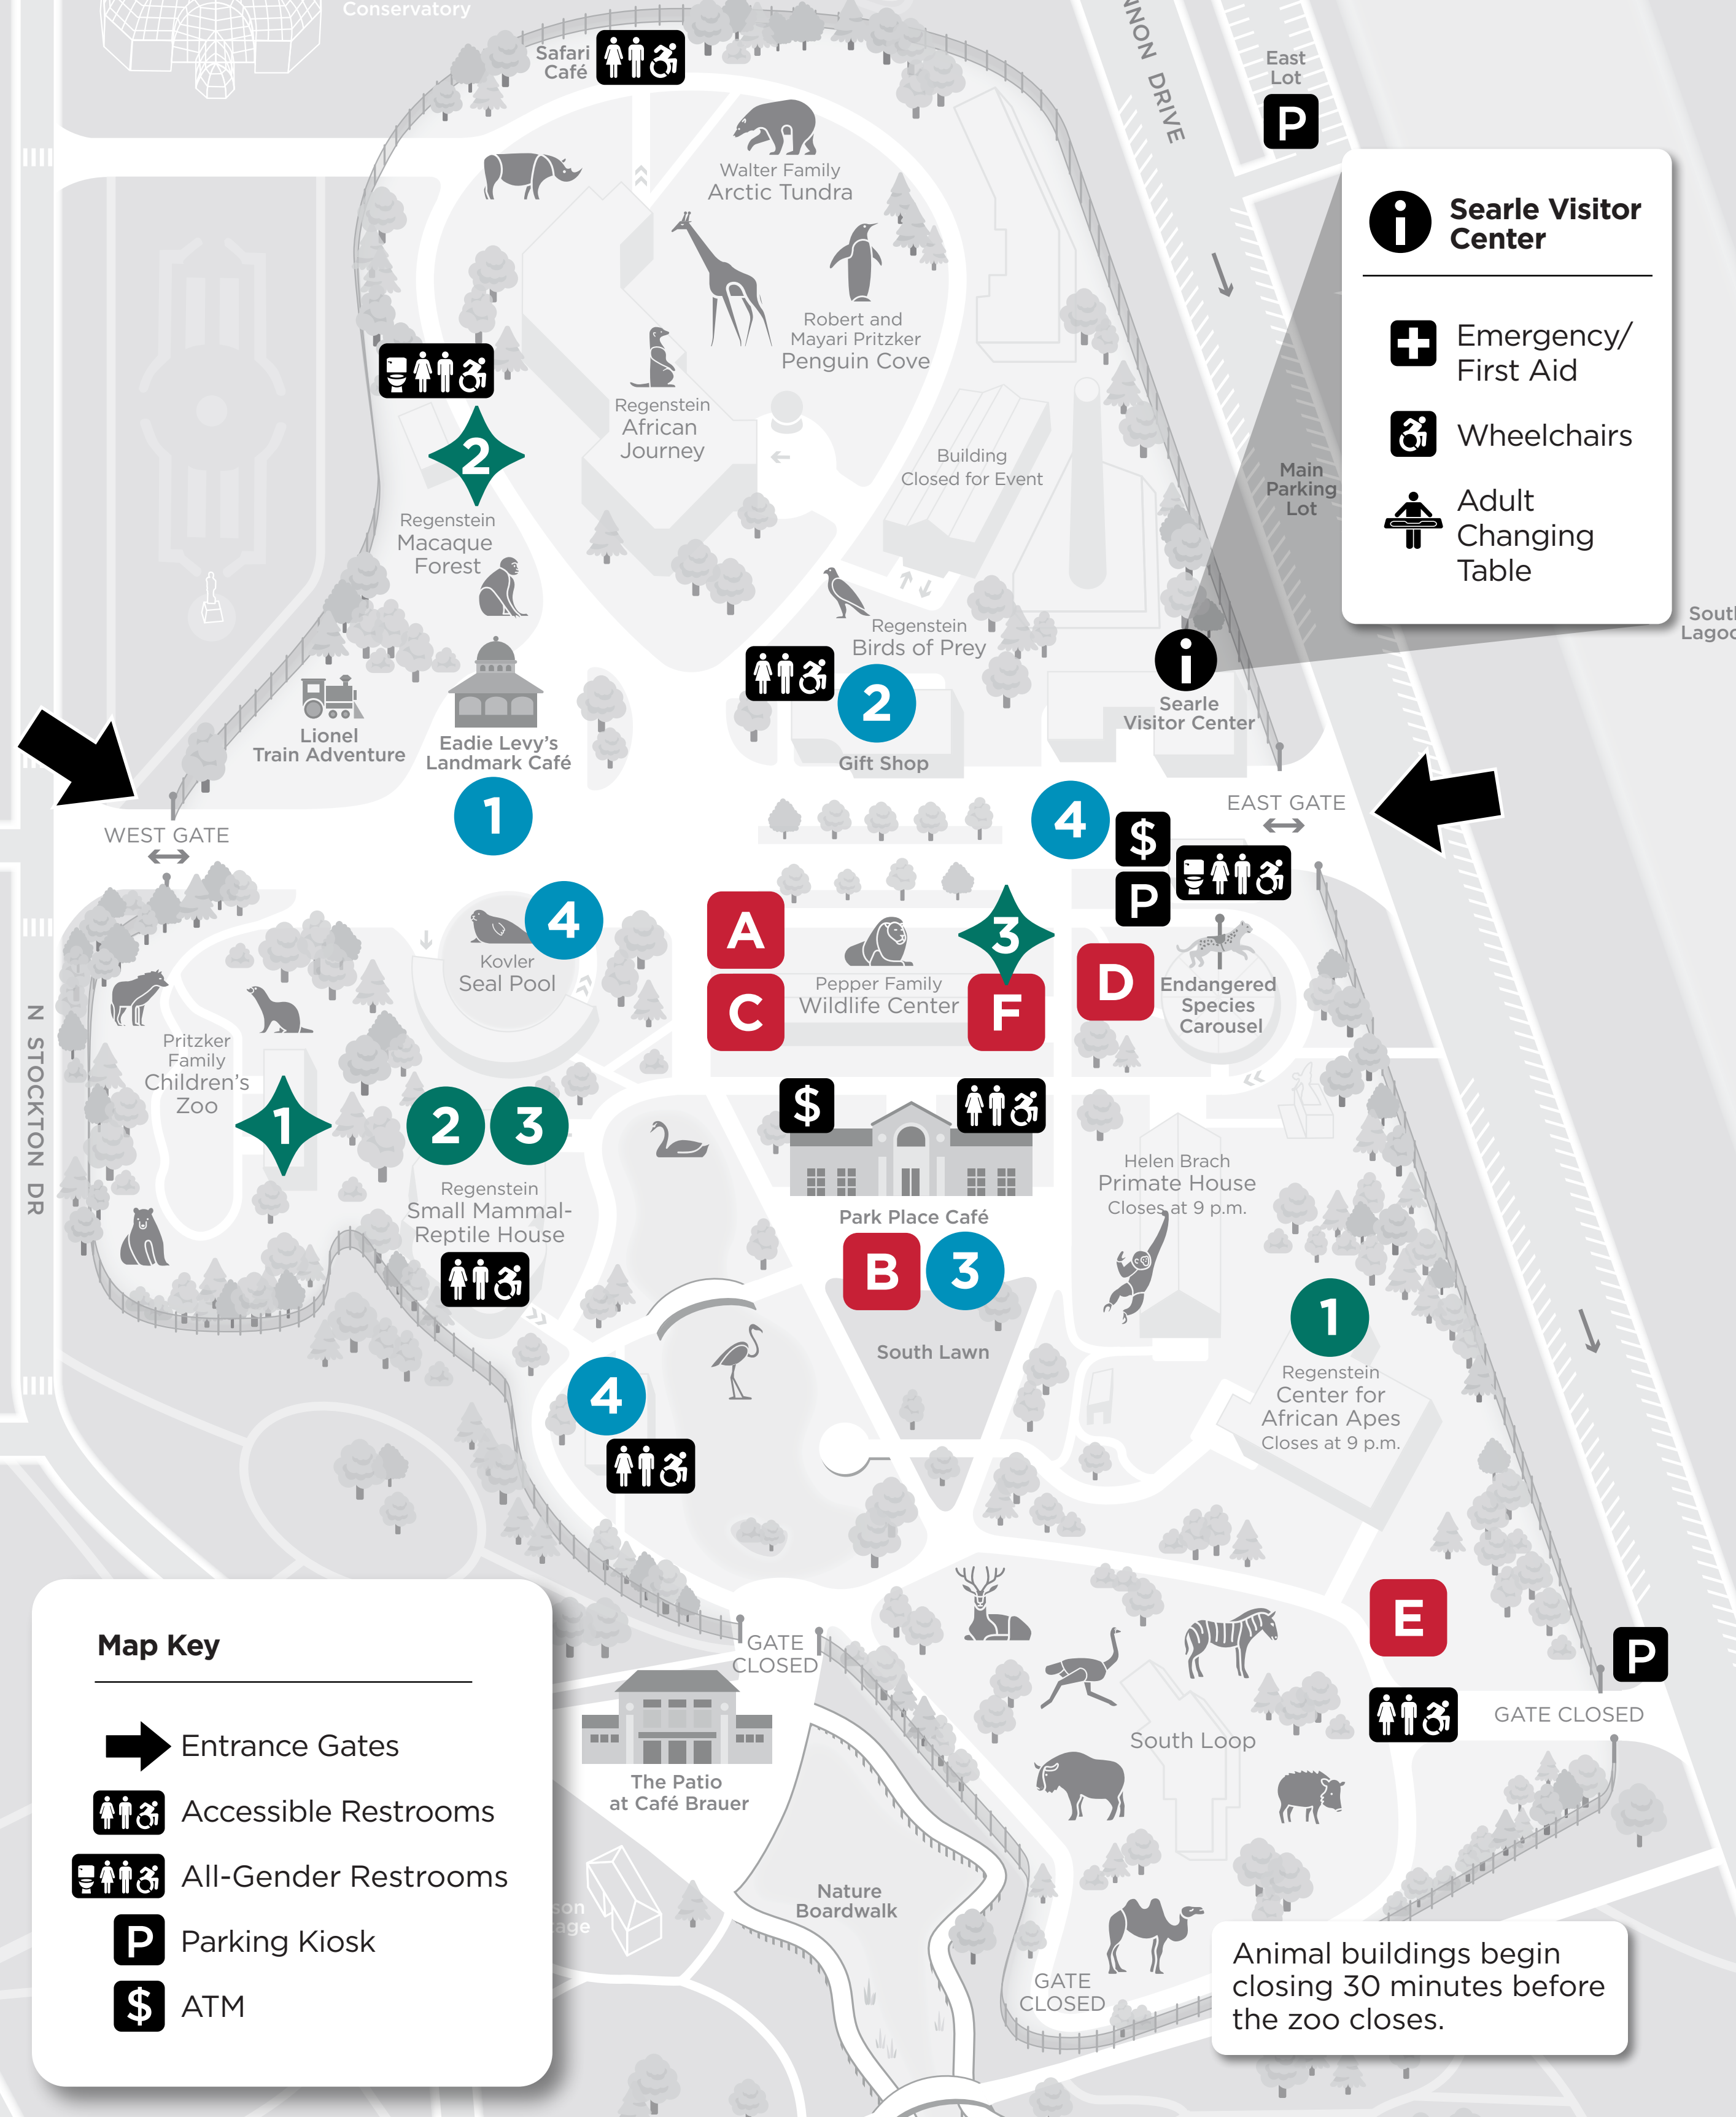 Conservatory
Safari
Café
NNON DRIVE
East
Lot
P
Walter Family
Arctic Tundra
Searle Visitor
Center
Emergency/
First Aid
Wheelchairs
Adult
Changing
Table
Robert and
Mayari Pritzker
Penguin Cove
Regenstein
African
Journey
2
Building
Closed for Event
Main
Parking
Lot
Regenstein
Macaque
Forest
Regenstein
Birds of Prey
2
Gift Shop
Searle
Visitor Center
Lionel
Train Adventure
Eadie Levy's
Landmark Café
1
WEST GATE
EAST GATE
4
$
P
4
Kovler
Seal Pool
A
C
3
F
Pepper Family
Wildlife Center
D
Endangered
Species
Carousel
N STOCKTON DR
Pritzker
Family
Children's
Zoo
1
2
3
Regenstein
Small Mammal-
Reptile House
$
Park Place Café
B
3
Helen Brach
Primate House
Closes at 9 p.m.
South Lawn
1
Regenstein
Center for
African Apes
Closes at 9 p.m.
4
E
P
GATE CLOSED
GATE
CLOSED
South Loop
The Patio
at Café Brauer
Nature
Boardwalk
GATE
CLOSED
Map Key
Entrance Gates
Accessible Restrooms
All-Gender Restrooms
P Parking Kiosk
$ ATM
Animal buildings begin
closing 30 minutes before
the zoo closes.